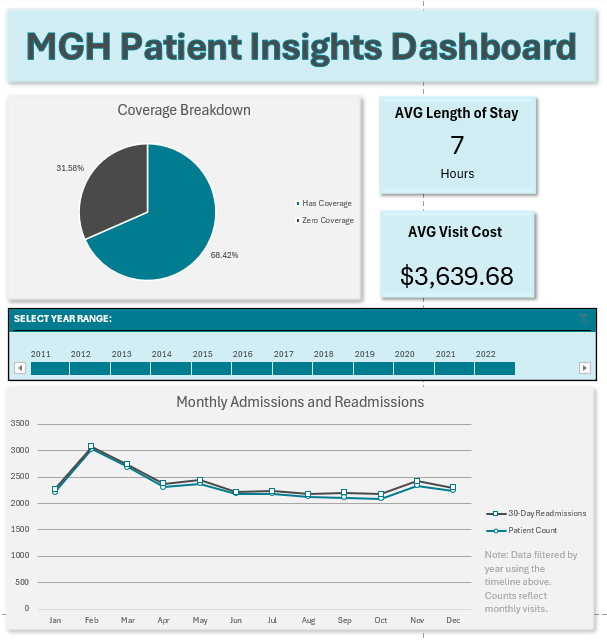 MGH Patient Insights Dashboard
Coverage Breakdown
31.58%
68.42%
Has Coverage
Zero Coverage
AVG Length of Stay
7
Hours
AVG Visit Cost
$3,639.68
SELECT YEAR RANGE:
2011 2012 2013 2014 2015 2016 2017 2018 2019 2020 2021 2022
Monthly Admissions and Readmissions
3500
3000
2500
2000
1500
1000
500
0
Jan Feb Mar Apr May Jun Jul Aug Sep Oct Nov Dec
30-Day Readmissions
Patient Count
Note: Data filtered by
year using the
timeline above.
Counts reflect
monthly visits.